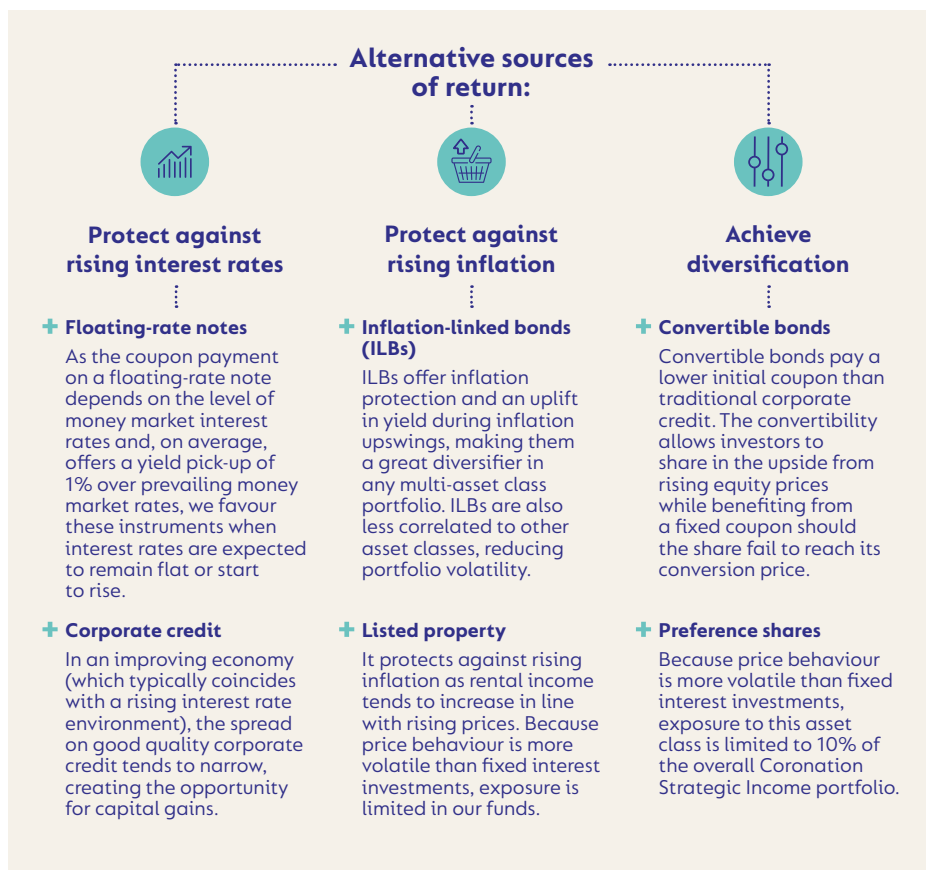 Alternative sources
of return:
Protect against
rising interest rates
+ Floating-rate notes
As the coupon payment
on a floating-rate note
depends on the level of
money market interest
rates and, on average,
offers a yield pick-up of
1% over prevailing money
market rates, we favour
these instruments when
interest rates are expected
to remain flat or start
to rise.
+ Corporate credit
In an improving economy
(which typically coincides
with a rising interest rate
environment), the spread
on good quality corporate
credit tends to narrow,
creating the opportunity
for capital gains.
Protect against
rising inflation
+ Inflation-linked bonds
(ILBs)
ILBs offer inflation
protection and an uplift
in yield during inflation
upswings, making them
a great diversifier in
any multi-asset class
portfolio. ILBs are also
less correlated to other
asset classes, reducing
portfolio volatility.
+ Listed property
It protects against rising
inflation as rental income
tends to increase in line
with rising prices. Because
price behaviour is more
volatile than fixed interest
investments, exposure is
limited in our funds.
Achieve
diversification
+ Convertible bonds
Convertible bonds pay a
lower initial coupon than
traditional corporate
credit. The convertibility
allows investors to
share in the upside from
rising equity prices
while benefiting from
a fixed coupon should
the share fail to reach its
conversion price.
+ Preference shares
Because price behaviour
is more volatile than fixed
interest investments,
exposure to this asset
class is limited to 10% of
the overall Coronation
Strategic Income portfolio.